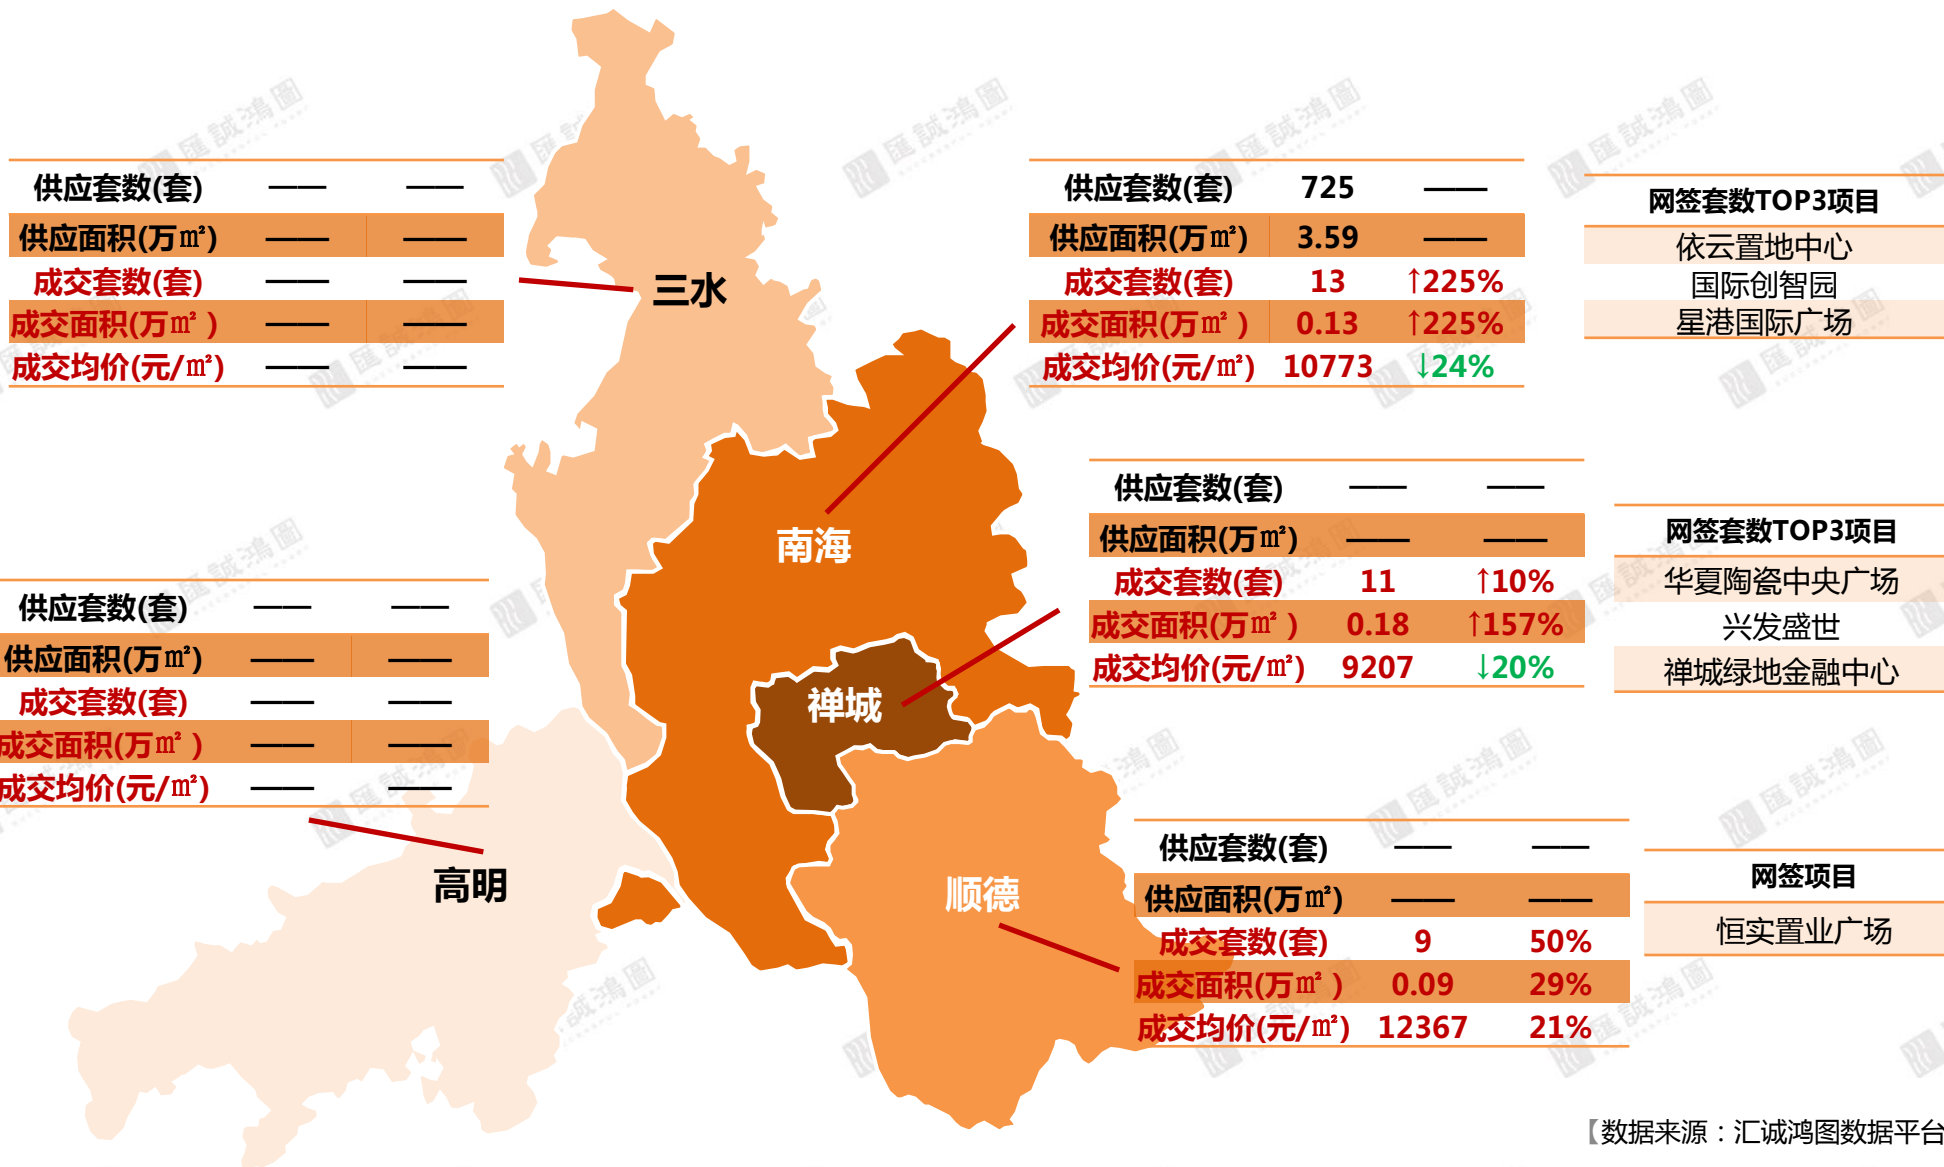 供应套数(套) —— ——
供应面积(万㎡) —— ——
成交套数(套) —— ——
成交面积(万㎡ ) —— ——
成交均价(元/㎡) —— ——
三水
供应套数(套) 725 ——
供应面积(万㎡) 3.59 ——
成交套数(套) 13 ↑225%
成交面积(万㎡ ) 0.13 ↑225%
成交均价(元/㎡) 10773 ↓24%
网签套数TOP3项目
依云置地中心
国际创智园
星港国际广场
南海
供应套数(套) —— ——
供应面积(万㎡) —— ——
成交套数(套) 11 ↑10%
成交面积(万㎡ ) 0.18 ↑157%
成交均价(元/㎡) 9207 ↓20%
网签套数TOP3项目
华夏陶瓷中央广场
兴发盛世
禅城绿地金融中心
禅城
供应套数(套) —— ——
供应面积(万㎡) —— ——
成交套数(套) —— ——
成交面积(万㎡ ) —— ——
成交均价(元/㎡) —— ——
高明
顺德
供应套数(套) —— ——
供应面积(万㎡) —— ——
成交套数(套) 9 50%
成交面积(万㎡ ) 0.09 29%
成交均价(元/㎡) 12367 21%
网签项目
恒实置业广场
【数据来源：汇诚鸿图数据平台
匯誠鴻圖